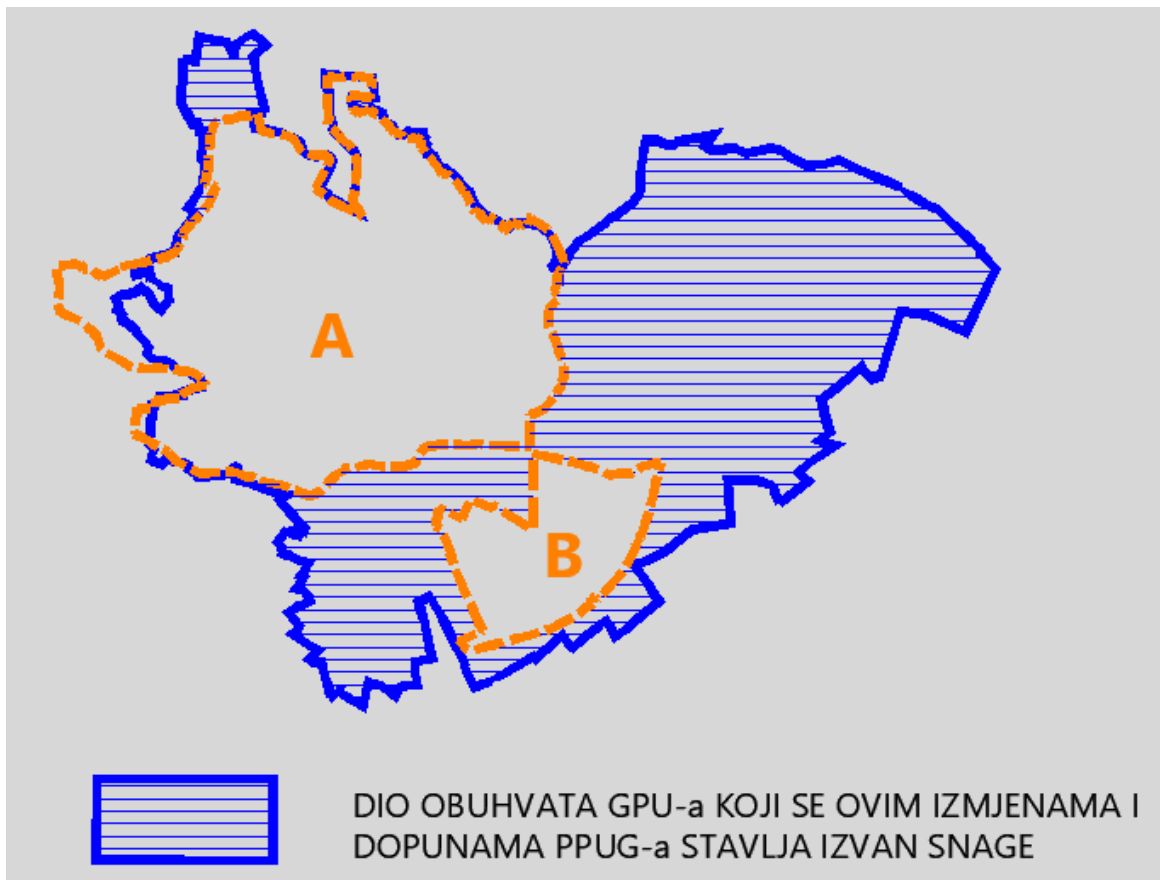 A
B
DIO OBUHVATA GPU-a KOJI SE OVIM IZMJENAMA I
DOPUNAMA PPUG-a STAVLJA IZVAN SNAGE